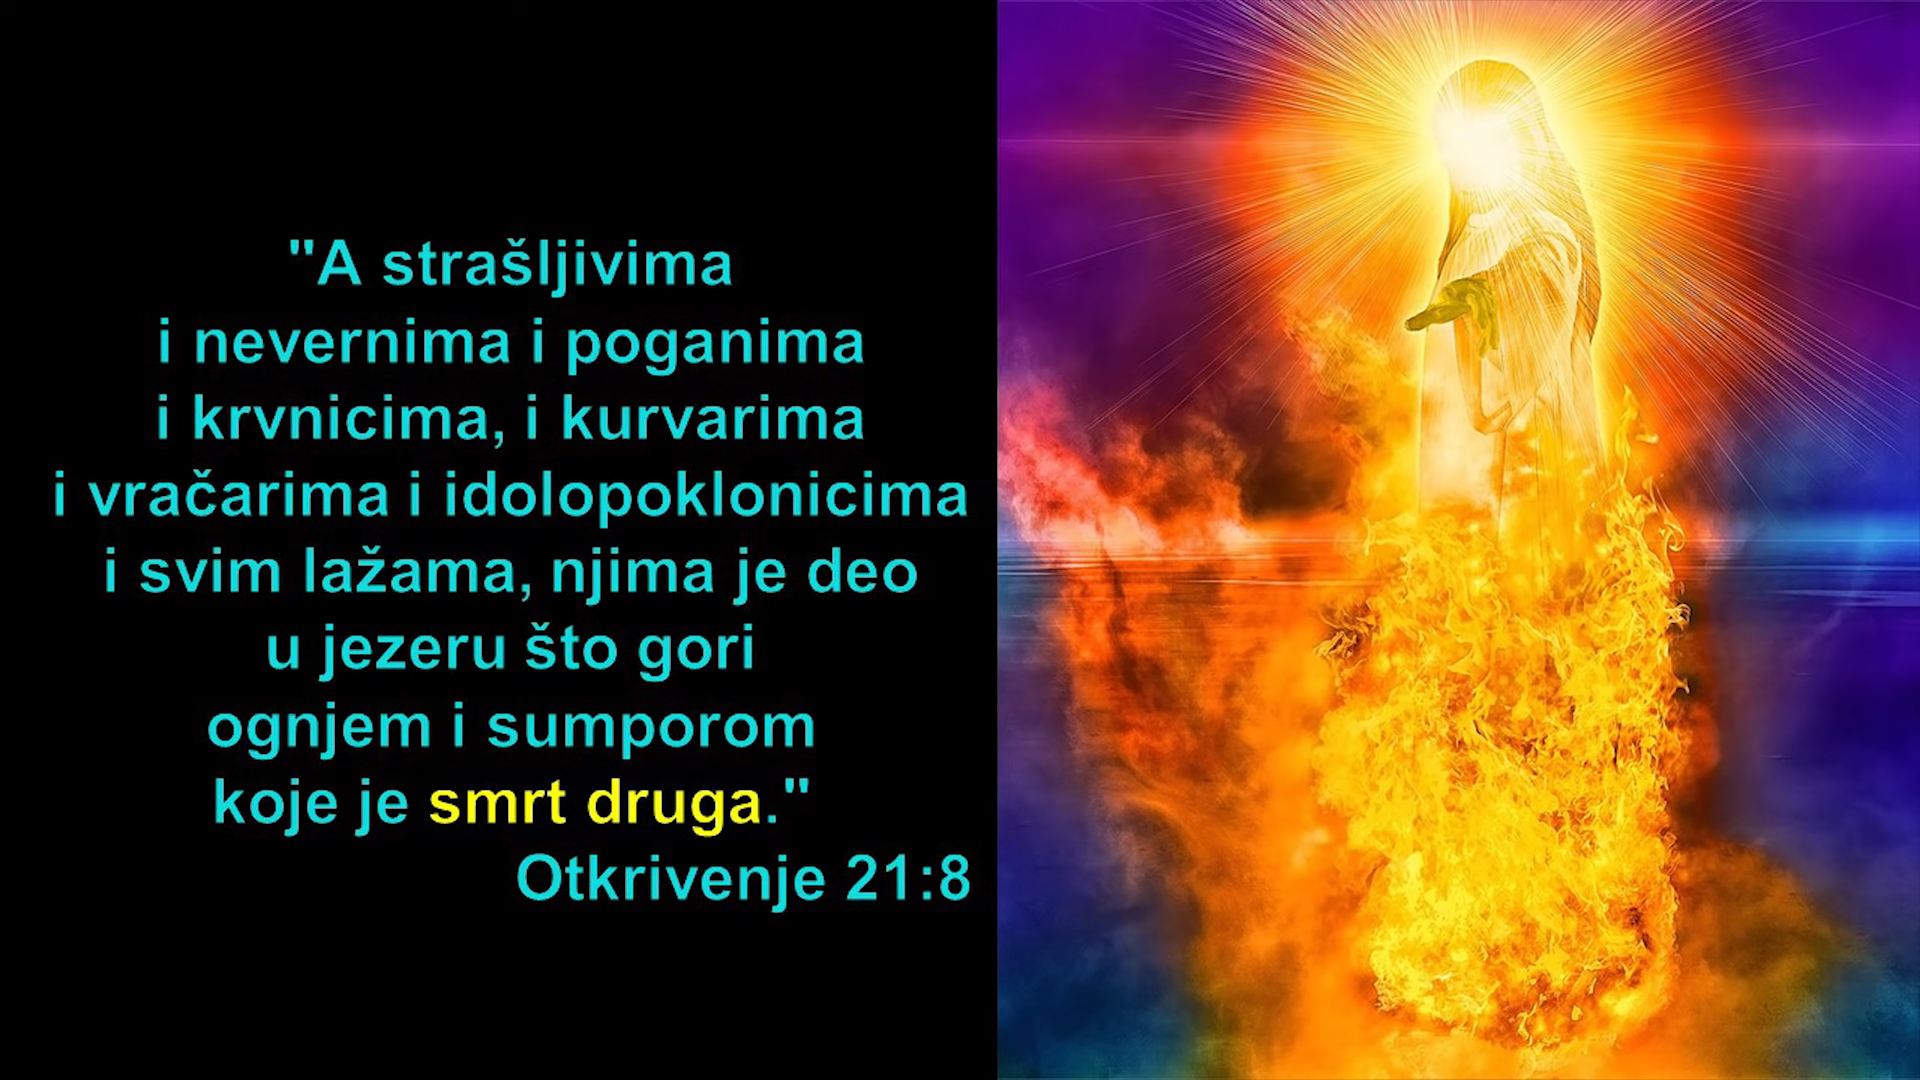 "A strašljivima
i nevernima i poganima
i krvnicima, i kurvarima
i vračarima i idolopoklonicima
i svim lažama, njima je deo
u jezeru što gori
ognjem i sumporom
koje je smrt druga."
Otkrivenje 21:8